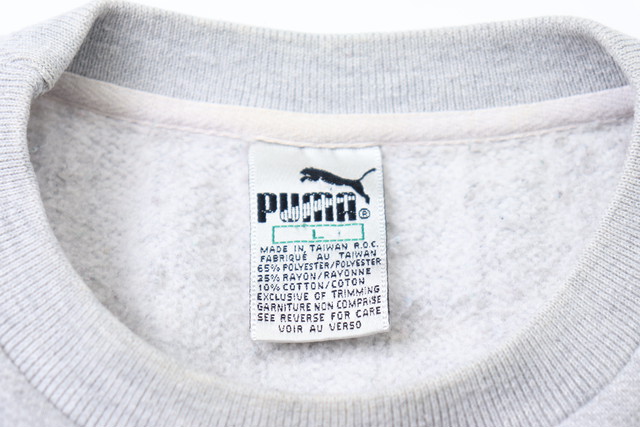 PUMA®
L
MADE IN TAIWAN R.O.C.
FABRIQUÉ AU TAIWAN
65% POLYESTER/POLYESTER
25% RAYON/RAYONNE
10% COTTON/COTON
EXCLUSIVE OF TRIMMING
GARNITURE NON COMPRISE
SEE REVERSE FOR CARE
VOIR AU VERSO